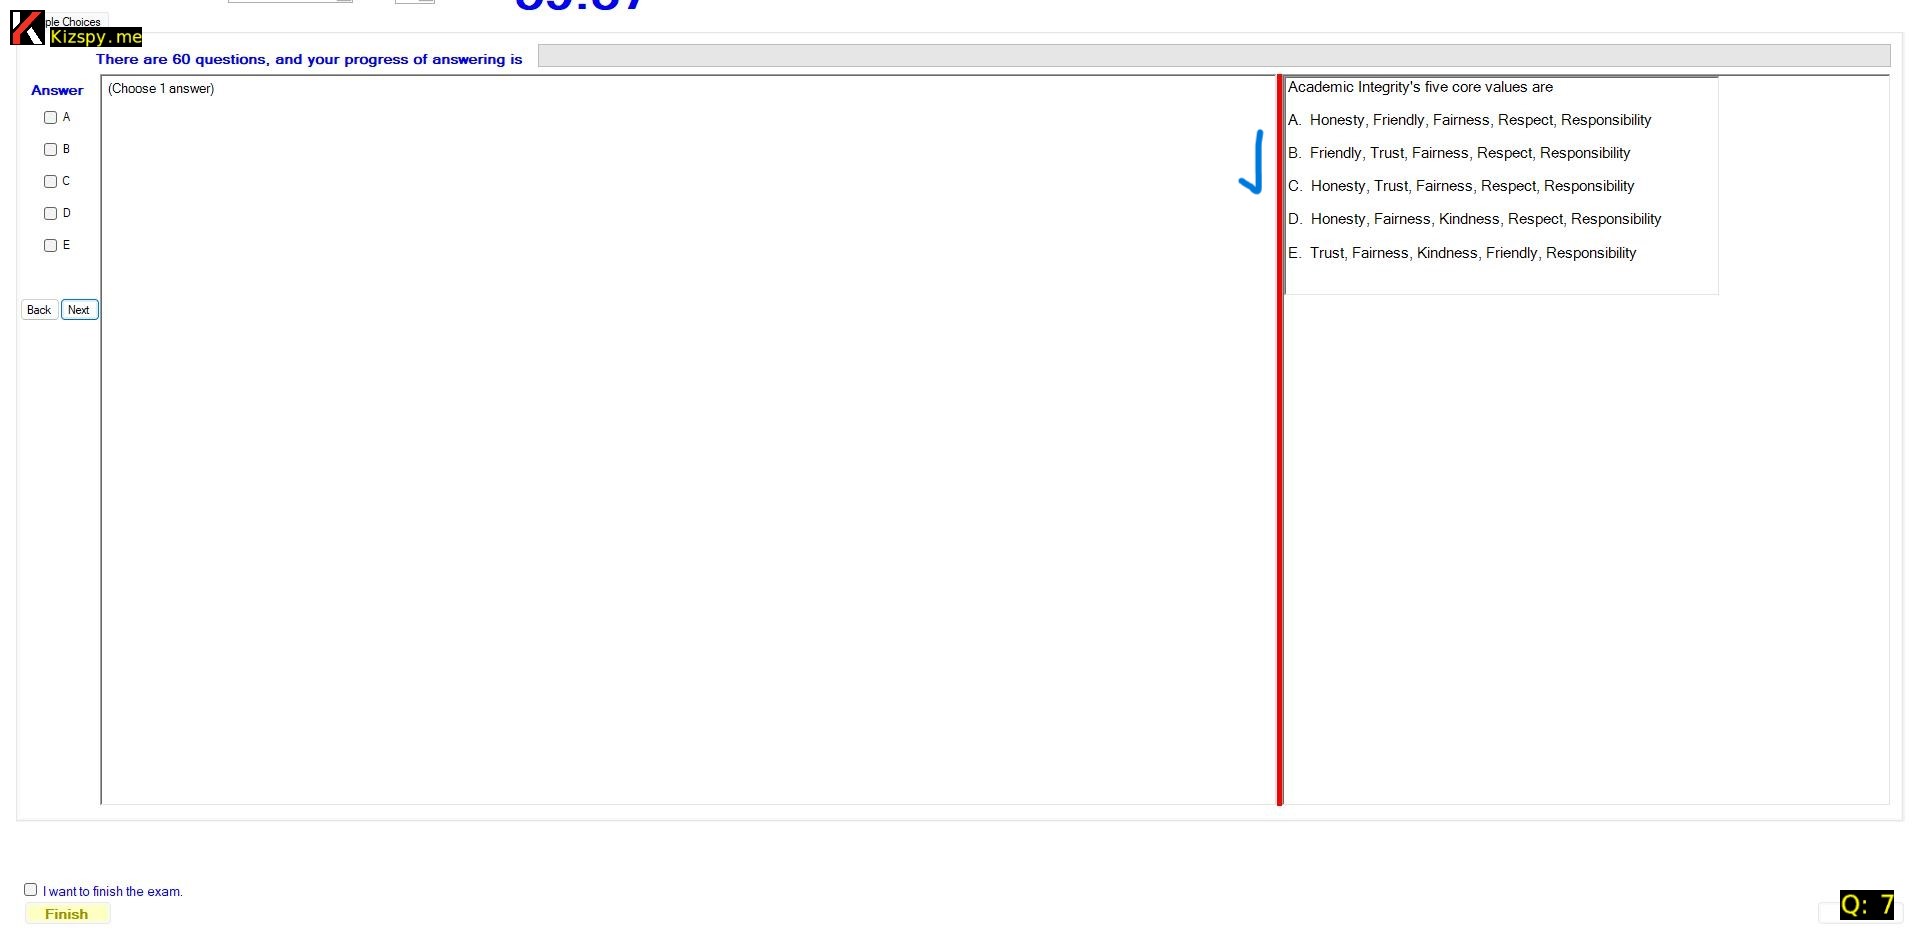 ple Choices
Kizspy.me
There are 60 questions, and your progress of answering is
Answer
(Choose 1 answer)
A
B
C
D
E
Back Next
Academic Integrity's five core values are
A. Honesty, Friendly, Fairness, Respect, Responsibility
B. Friendly, Trust, Fairness, Respect, Responsibility
C. Honesty, Trust, Fairness, Respect, Responsibility
D. Honesty, Fairness, Kindness, Respect, Responsibility
E. Trust, Fairness, Kindness, Friendly, Responsibility
I want to finish the exam.
Finish
Q: 7